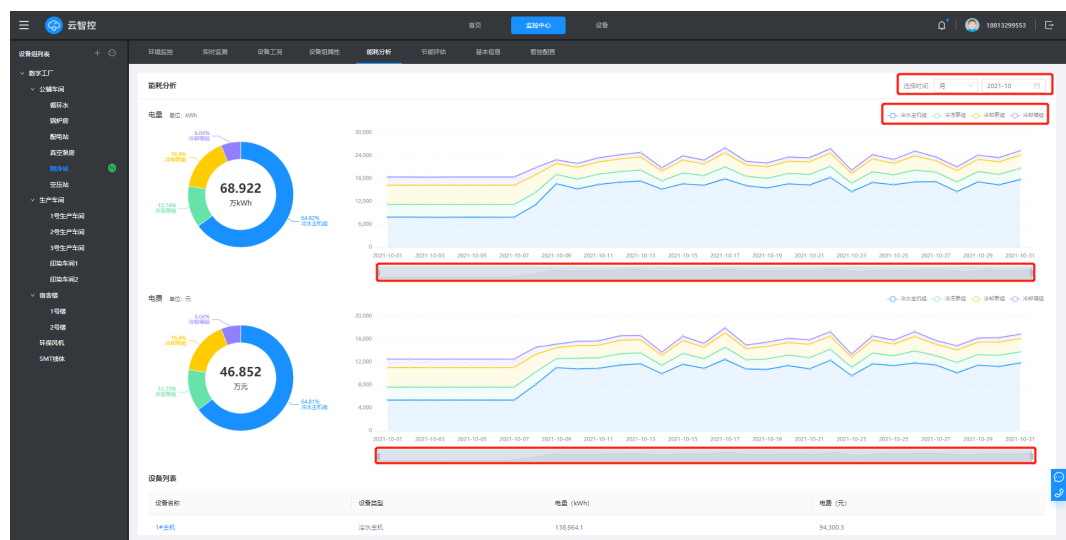 云智控
首页
监控中心
设备
18813299553
设备组列表
环境监控 实时监测 设备工况 设备组属性 能耗分析 节能评估 基本信息 智控配图
数字工厂
公辅车间
循环水
锅炉房
配电站
真空泵房
制冷站
空压站
生产车间
1号生产车间
2号生产车间
3号生产车间
印染车间1
印染车间2
宿舍楼
1号楼
2号楼
环保风机
SMT线体
能耗分析
选择时间: 月 2021-10
电量 单位: kWh
冷水主机组 冷冻泵组 冷却泵组 冷却塔组
6.04%
冷却塔组
16.4%
冷却泵组
12.74%
冷冻泵组
64.82%
冷水主机组
68.922
万kWh
30,000
24,000
18,000
12,000
6,000
0
2021-10-01 2021-10-03 2021-10-05 2021-10-07 2021-10-09 2021-10-11 2021-10-13 2021-10-15 2021-10-17 2021-10-19 2021-10-21 2021-10-23 2021-10-25 2021-10-27 2021-10-29 2021-10-31
电费 单位: 元
冷水主机组 冷冻泵组 冷却泵组 冷却塔组
6.04%
冷却塔组
16.4%
冷却泵组
12.75%
冷冻泵组
64.81%
冷水主机组
46.852
万元
20,000
16,000
12,000
8,000
4,000
0
2021-10-01 2021-10-03 2021-10-05 2021-10-07 2021-10-09 2021-10-11 2021-10-13 2021-10-15 2021-10-17 2021-10-19 2021-10-21 2021-10-23 2021-10-25 2021-10-27 2021-10-29 2021-10-31
设备列表
设备名称 设备类型 电量 (kWh) 电费 (元)
1#主机 冷水主机 138,664.1 94,300.3